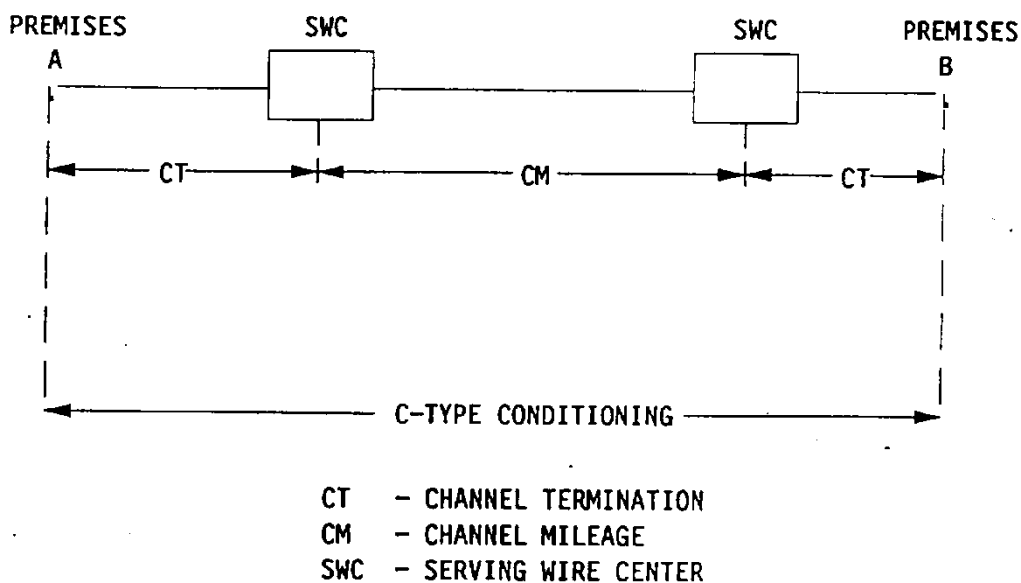 PREMISES SWC SWC PREMISES
A B
CT CM CT
C-TYPE CONDITIONING
CT - CHANNEL TERMINATION
CM - CHANNEL MILEAGE
SWC - SERVING WIRE CENTER